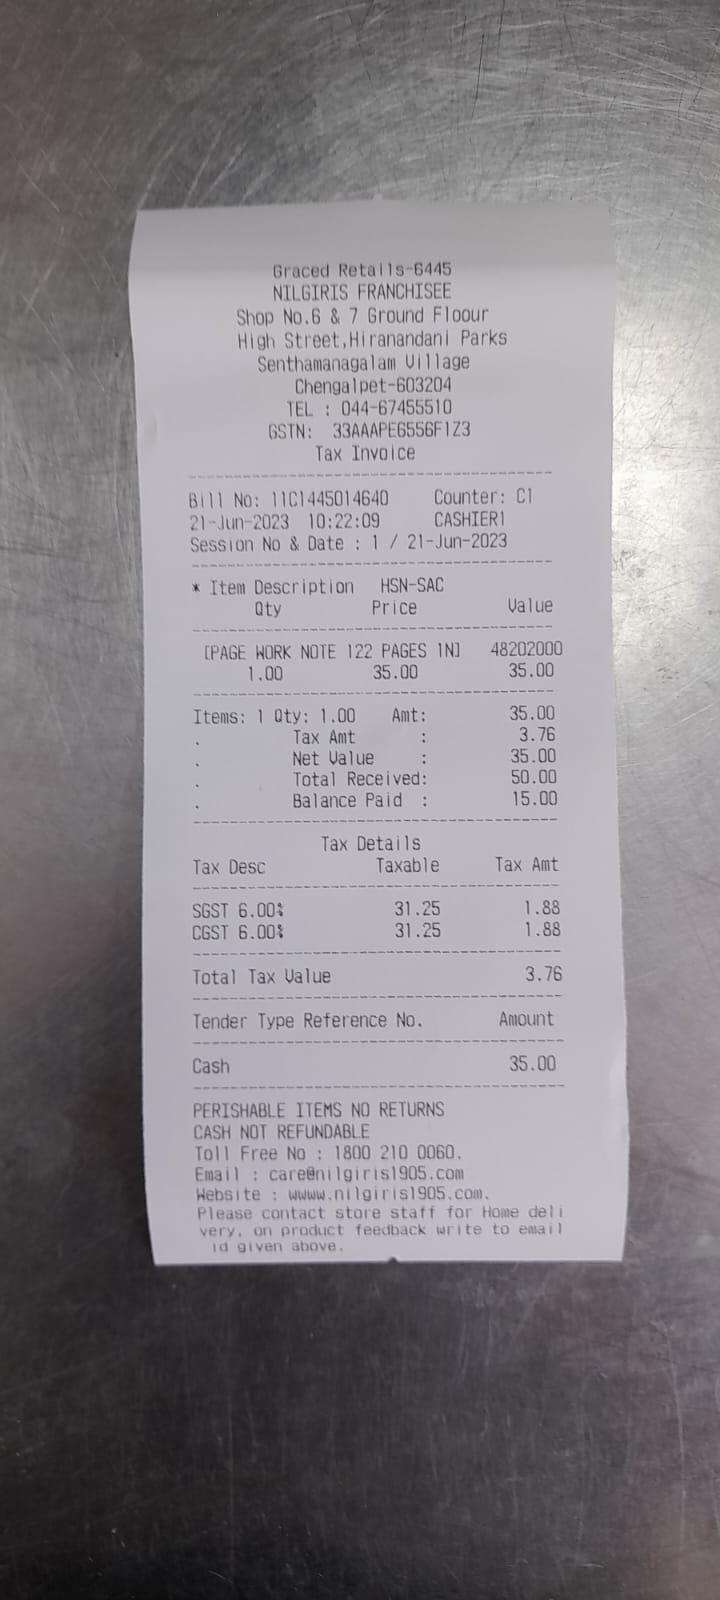 Graced Retails-6445
NILGIRIS FRANCHISEE
Shop No.6 & 7 Ground Floour
High Street,Hiranandani Parks
Senthamanagalam Village
Chengalpet-603204
TEL : 044-67455510
GSTN: 33AAAPE6556F1Z3
Tax Invoice
Bill No: 11C1445014640 Counter: C1
21-Jun-2023 10:22:09 CASHIER1
Session No & Date : 1 / 21-Jun-2023
* Item Description HSN-SAC
Qty Price Value
[PAGE WORK NOTE 122 PAGES 1N] 48202000
1.00 35.00 35.00
Items: 1 Qty: 1.00 Amt: 35.00
. Tax Amt : 3.76
. Net Value : 35.00
. Total Received: 50.00
. Balance Paid : 15.00
Tax Details
Tax Desc Taxable Tax Amt
SGST 6.00% 31.25 1.88
CGST 6.00% 31.25 1.88
Total Tax Value 3.76
Tender Type Reference No. Amount
Cash 35.00
PERISHABLE ITEMS NO RETURNS
CASH NOT REFUNDABLE
Toll Free No : 1800 210 0060.
Email : care@nilgiris1905.com
Website : wwww.nilgiris1905.com.
Please contact store staff for Home deli
very, on product feedback write to email
id given above.